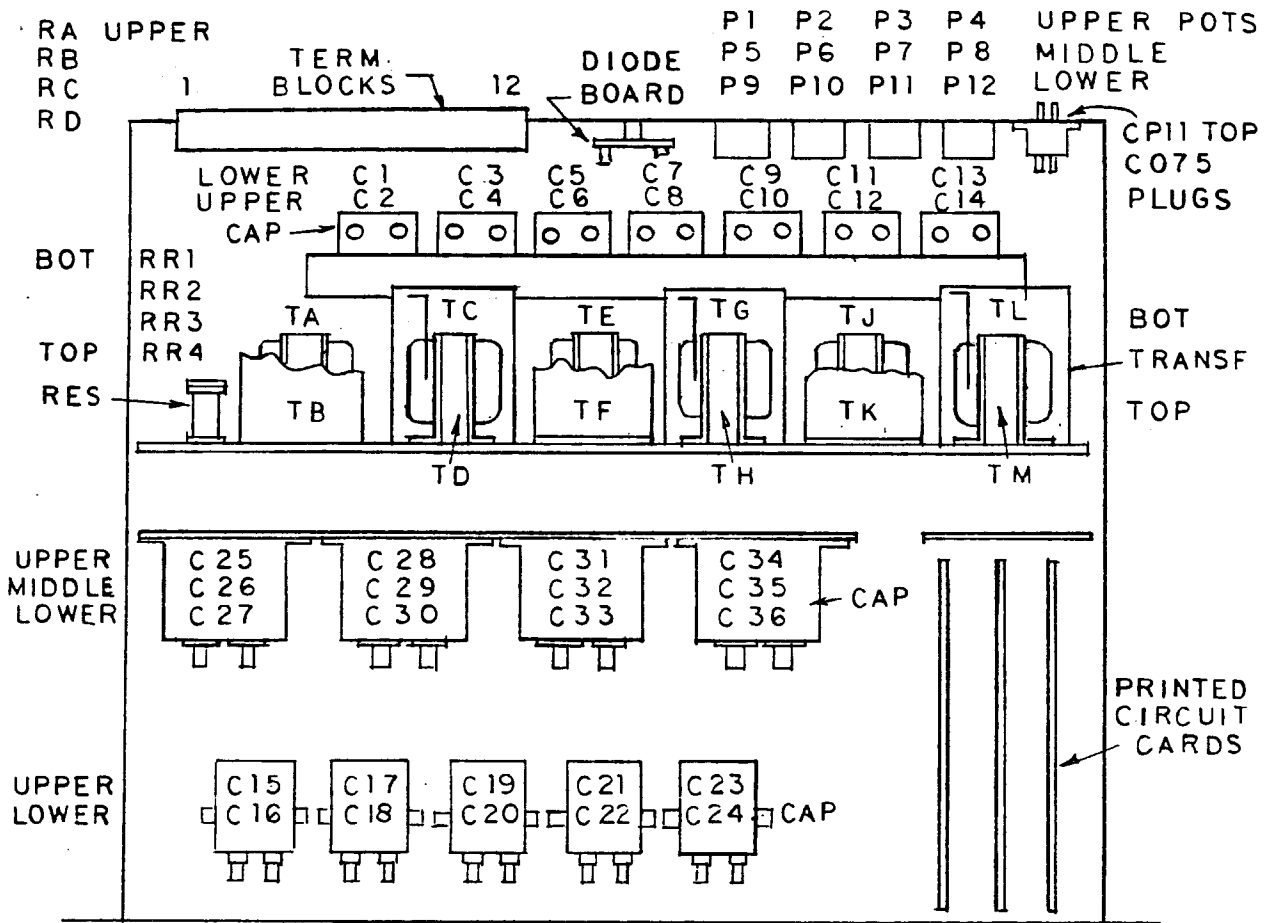 RA UPPER
RB
RC
RD
TERM.
BLOCKS
1 12
DIODE
BOARD
P1 P2 P3 P4 UPPER POTS
P5 P6 P7 P8 MIDDLE
P9 P10 P11 P12 LOWER
CP11 TOP
C075
PLUGS
LOWER C1 C3 C5 C7 C9 C11 C13
UPPER C2 C4 C6 C8 C10 C12 C14
CAP
BOT RR1
RR2
RR3
TOP RR4
RES
TA TC TE TG TJ TL BOT
TRANSF
TB TF TK TOP
TD TH TM
UPPER C25 C28 C31 C34
MIDDLE C26 C29 C32 C35
LOWER C27 C30 C33 C36
CAP
PRINTED
CIRCUIT
CARDS
UPPER C15 C17 C19 C21 C23
LOWER C16 C18 C20 C22 C24 CAP